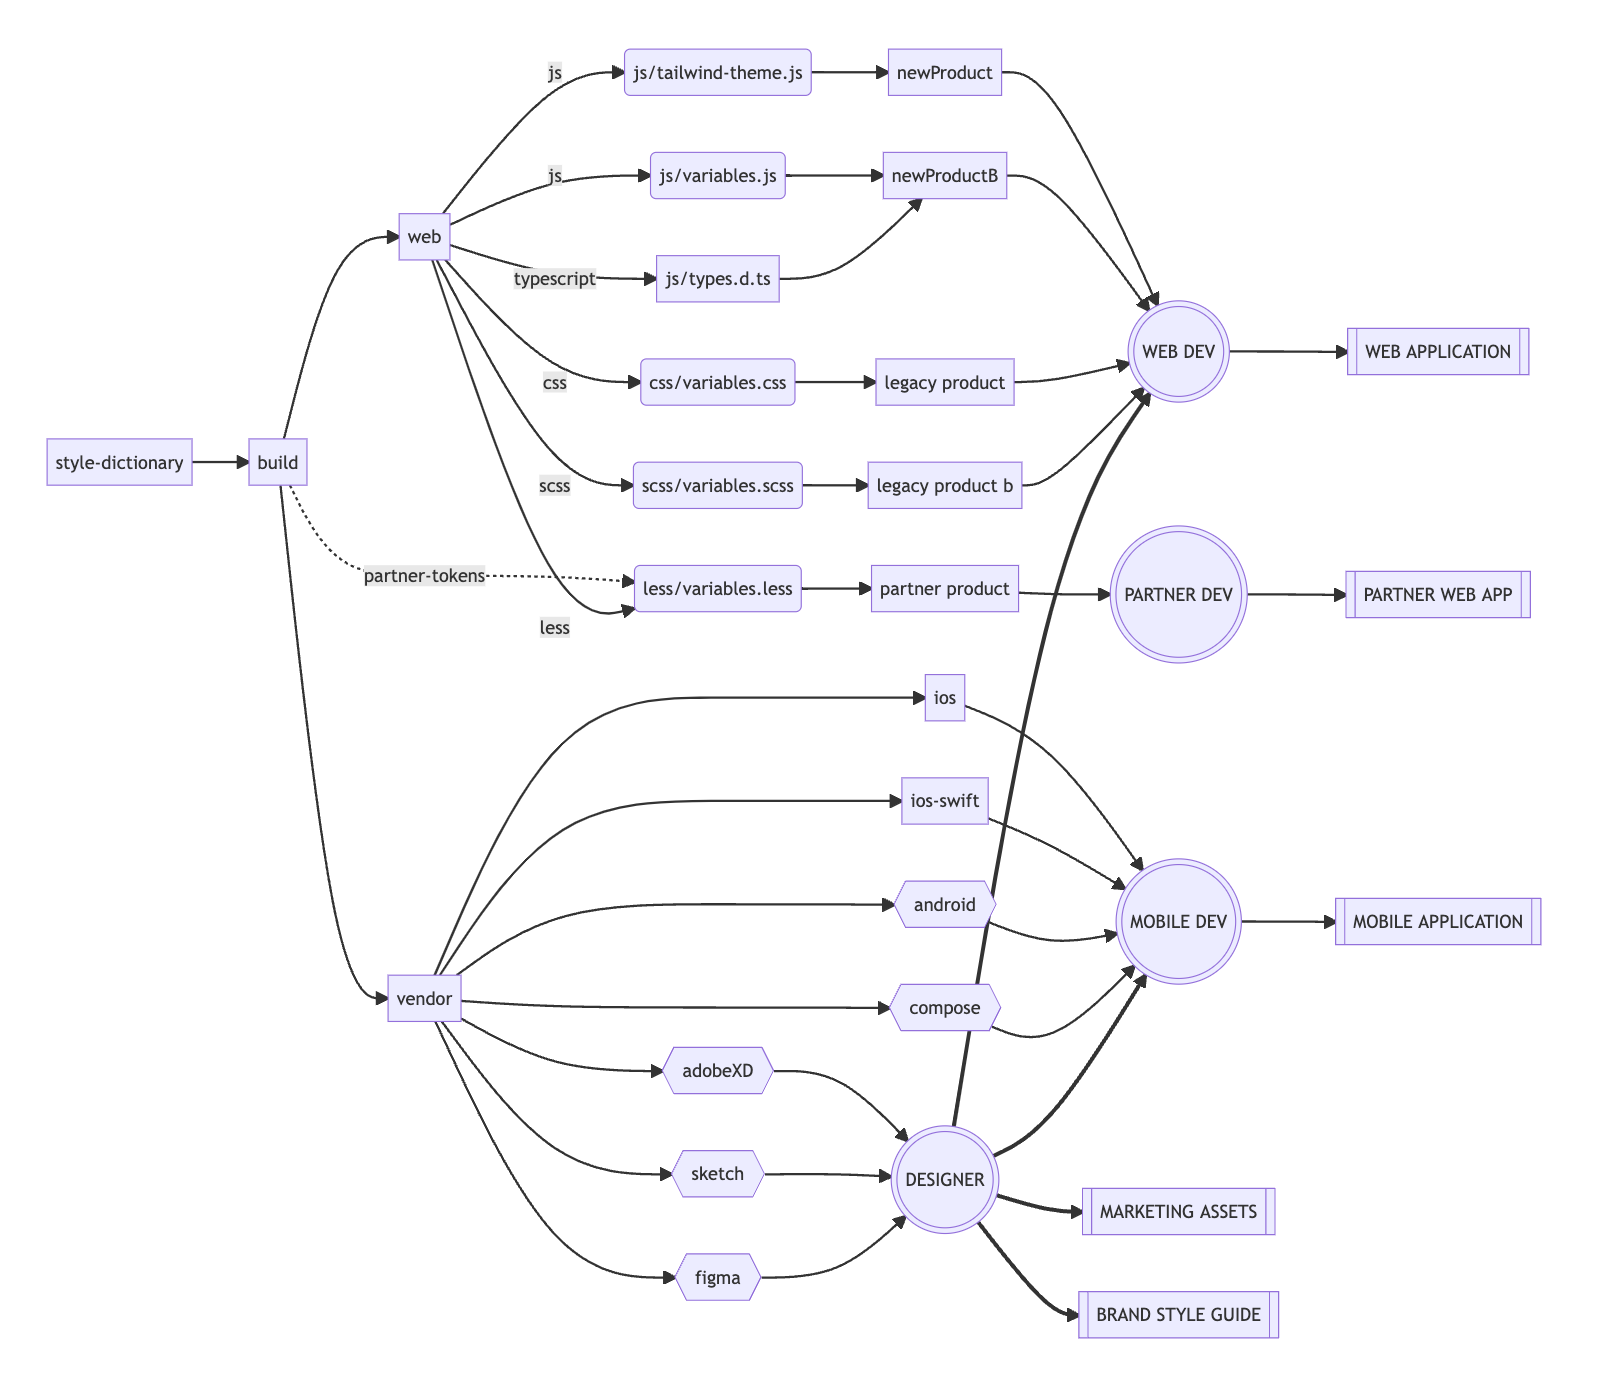 js
js/tailwind-theme.js
newProduct
js
js/variables.js
newProductB
web
typescript
js/types.d.ts
WEB DEV
WEB APPLICATION
css
css/variables.css
legacy product
style-dictionary
build
scss
scss/variables.scss
legacy product b
partner-tokens
less/variables.less
partner product
PARTNER DEV
PARTNER WEB APP
less
ios
ios-swift
android
MOBILE DEV
MOBILE APPLICATION
vendor
compose
adobeXD
sketch
DESIGNER
MARKETING ASSETS
figma
BRAND STYLE GUIDE